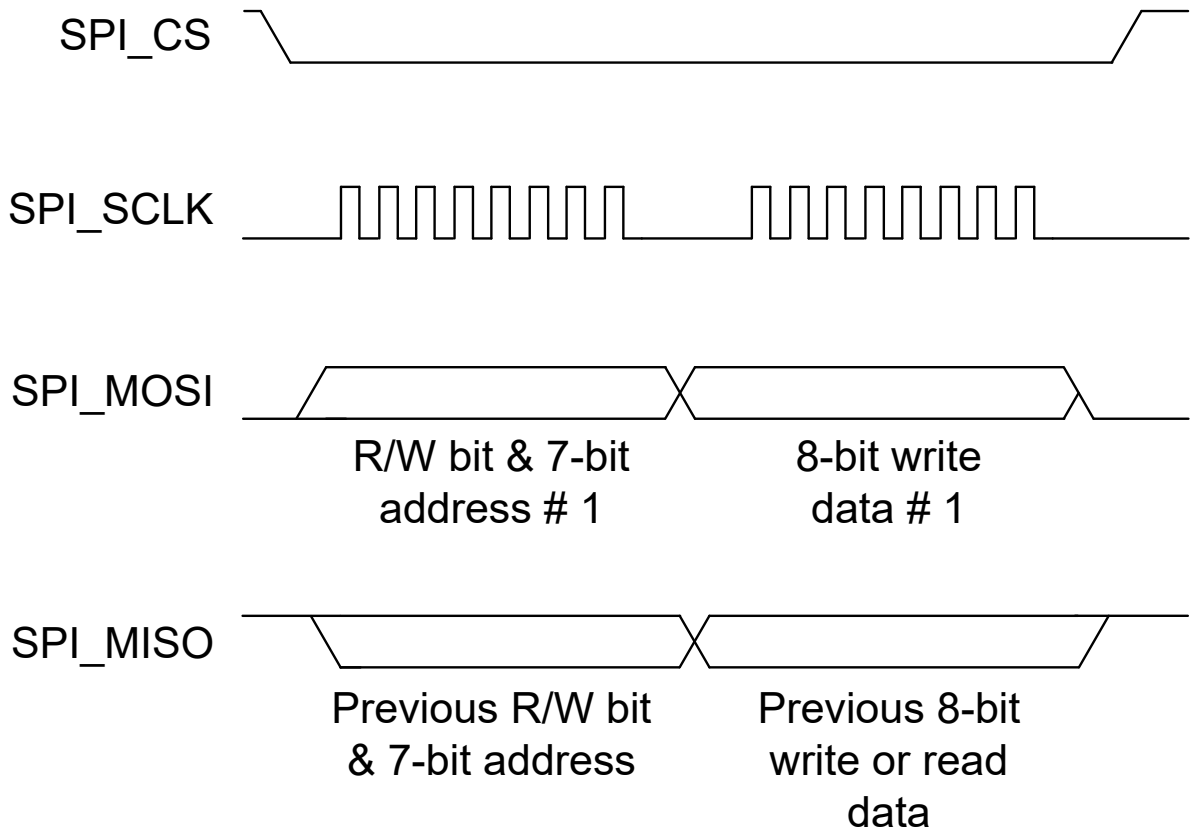 SPI_CS
SPI_SCLK
SPI_MOSI
R/W bit & 7-bit
address # 1
8-bit write
data # 1
SPI_MISO
Previous R/W bit
& 7-bit address
Previous 8-bit
write or read
data